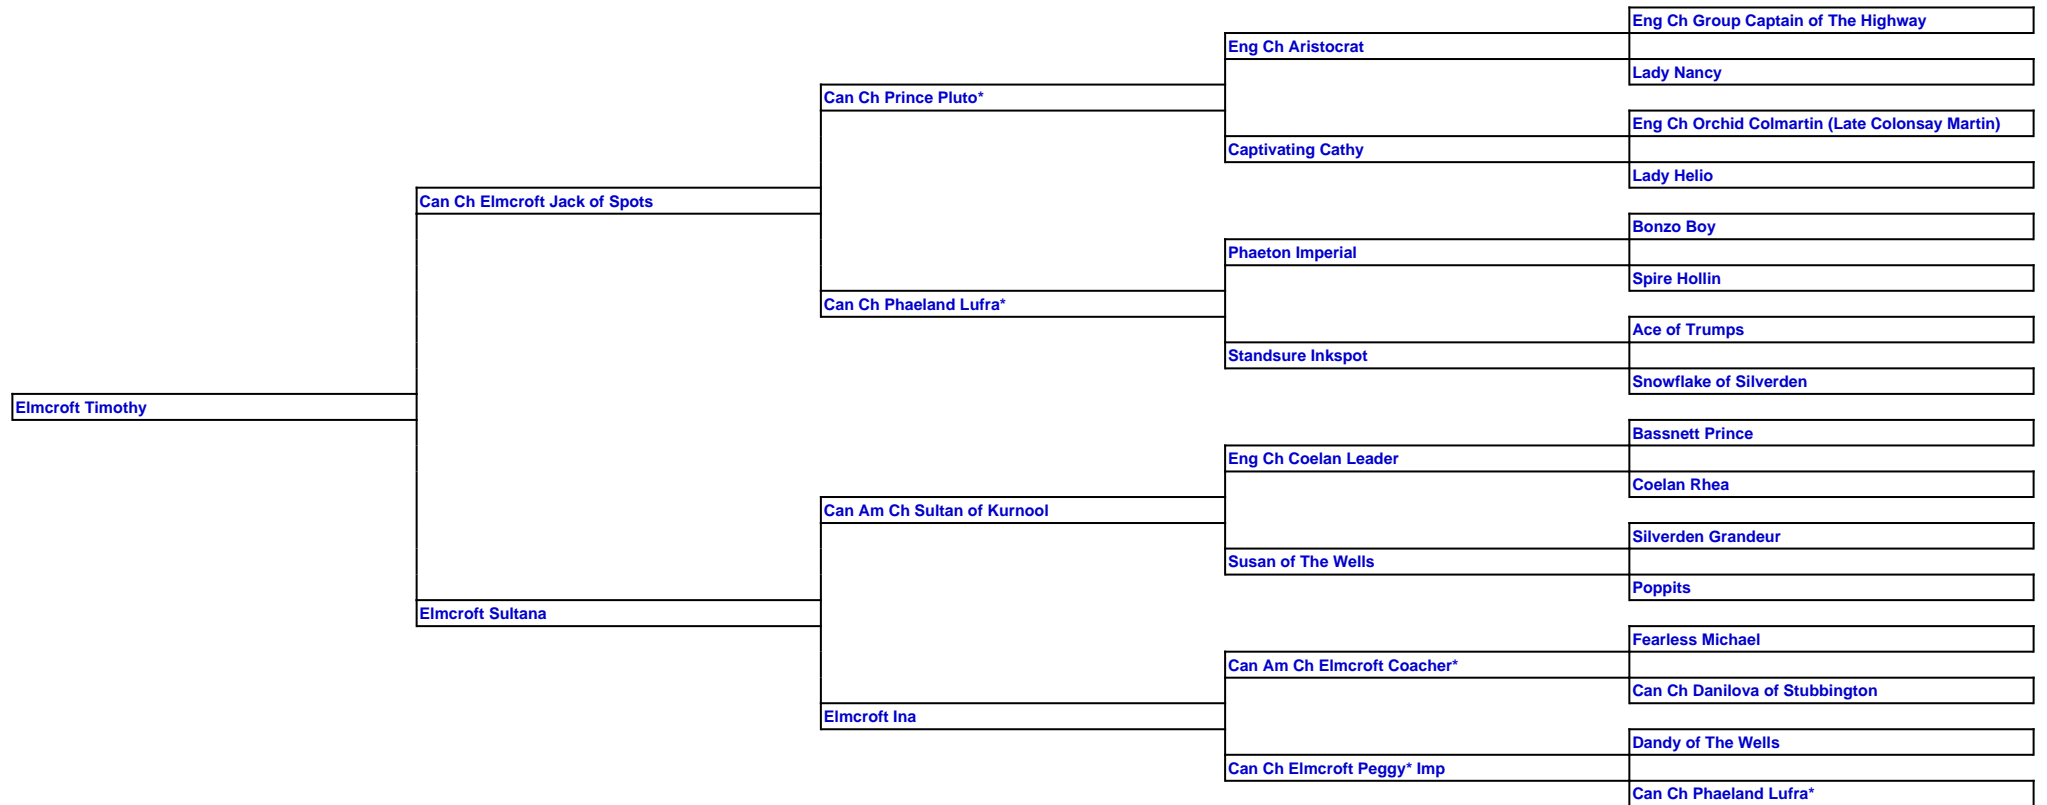 Eng Ch Group Captain of The Highway
Eng Ch Aristocrat
Lady Nancy
Can Ch Prince Pluto*
Eng Ch Orchid Colmartin (Late Colonsay Martin)
Captivating Cathy
Lady Helio
Can Ch Elmcroft Jack of Spots
Bonzo Boy
Phaeton Imperial
Spire Hollin
Can Ch Phaeland Lufra*
Ace of Trumps
Standsure Inkspot
Snowflake of Silverden
Elmcroft Timothy
Bassnett Prince
Eng Ch Coelan Leader
Coelan Rhea
Can Am Ch Sultan of Kurnool
Silverden Grandeur
Susan of The Wells
Poppits
Elmcroft Sultana
Fearless Michael
Can Am Ch Elmcroft Coacher*
Can Ch Danilova of Stubbington
Elmcroft Ina
Dandy of The Wells
Can Ch Elmcroft Peggy* Imp
Can Ch Phaeland Lufra*